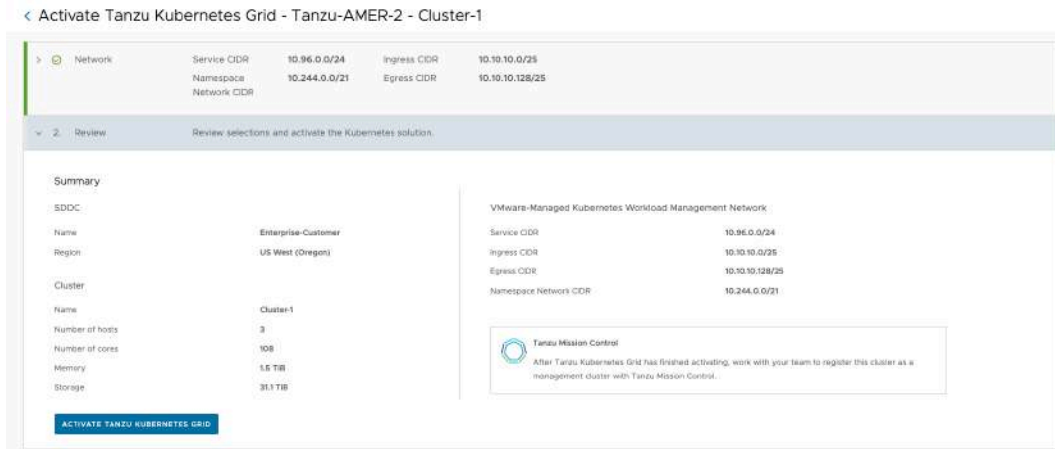 Activate Tanzu Kubernetes Grid - Tanzu-AMER-2 - Cluster-1
Network Service CIDR 10.96.0.0/24 Ingress CIDR 10.10.10.0/25
Namespace Network CIDR 10.244.0.0/21 Egress CIDR 10.10.10.128/25
2. Review Review selections and activate the Kubernetes solution.
Summary
SDDC
Name Enterprise-Customer
Region US West (Oregon)
Cluster
Name Cluster-1
Number of hosts 3
Number of cores 108
Memory 1.5 TiB
Storage 31.1 TiB
VMware-Managed Kubernetes Workload Management Network
Service CIDR 10.96.0.0/24
Ingress CIDR 10.10.10.0/25
Egress CIDR 10.10.10.128/25
Namespace Network CIDR 10.244.0.0/21
Tanzu Mission Control
After Tanzu Kubernetes Grid has finished activating, work with your team to register this cluster as a
management cluster with Tanzu Mission Control.
ACTIVATE TANZU KUBERNETES GRID